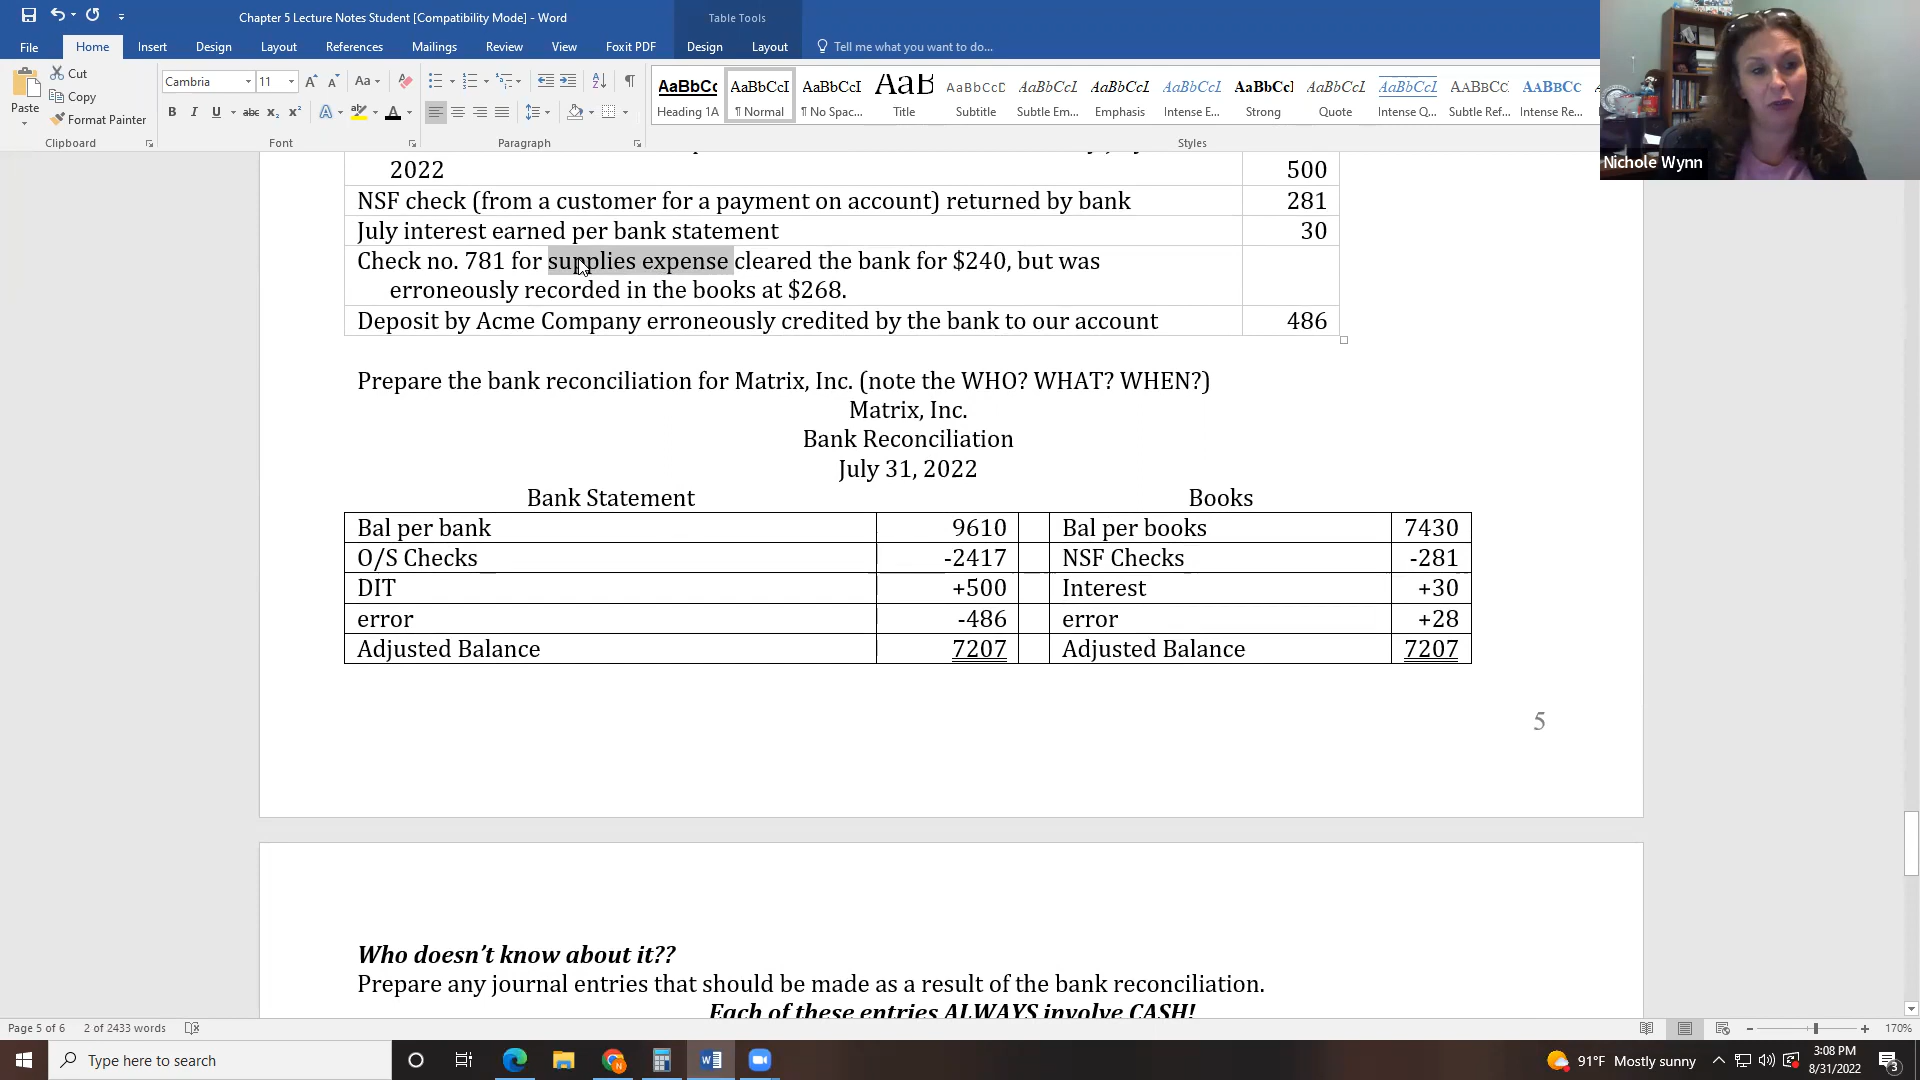 Chapter 5 Lecture Notes Student [Compatibility Mode] - Word
Table Tools
File Home Insert Design Layout References Mailings Review View Foxit PDF Design Layout Tell me what you want to do...
Paste
Cut
Copy
Format Painter
Cambria 11
AaBbCc AaBbCcI AaBbCcI AaB AaBbCcD AaBbCcI AaBbCcI AaBbCcI AaBbCcI AaBbCcI AaBbCcI AABBCC AABBCC
Heading 1A ¶ Normal ¶ No Spac... Title Subtitle Subtle Em... Emphasis Intense E... Strong Quote Intense Q... Subtle Ref... Intense Re...
Clipboard Font Paragraph Styles
Nichole Wynn
2022 500
NSF check (from a customer for a payment on account) returned by bank 281
July interest earned per bank statement 30
Check no. 781 for supplies expense cleared the bank for $240, but was
erroneously recorded in the books at $268.
Deposit by Acme Company erroneously credited by the bank to our account 486
Prepare the bank reconciliation for Matrix, Inc. (note the WHO? WHAT? WHEN?)
Matrix, Inc.
Bank Reconciliation
July 31, 2022
Bank Statement Books
Bal per bank 9610 Bal per books 7430
O/S Checks -2417 NSF Checks -281
DIT +500 Interest +30
error -486 error +28
Adjusted Balance 7207 Adjusted Balance 7207
5
Who doesn't know about it??
Prepare any journal entries that should be made as a result of the bank reconciliation.
Each of these entries ALWAYS involve CASH!
Page 5 of 6 2 of 2433 words 170%
Type here to search
91°F Mostly sunny
3:08 PM
8/31/2022
3